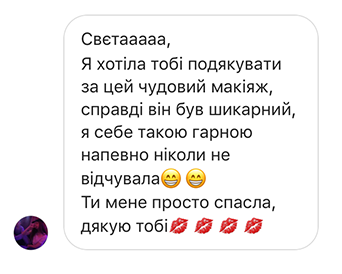 Свєтааааа,
Я хотіла тобі подякувати
за цей чудовий макіяж,
справді він був шикарний,
я себе такою гарною
напевно ніколи не
відчувала😁😁
Ти мене просто спасла,
дякую тобі💋💋💋💋